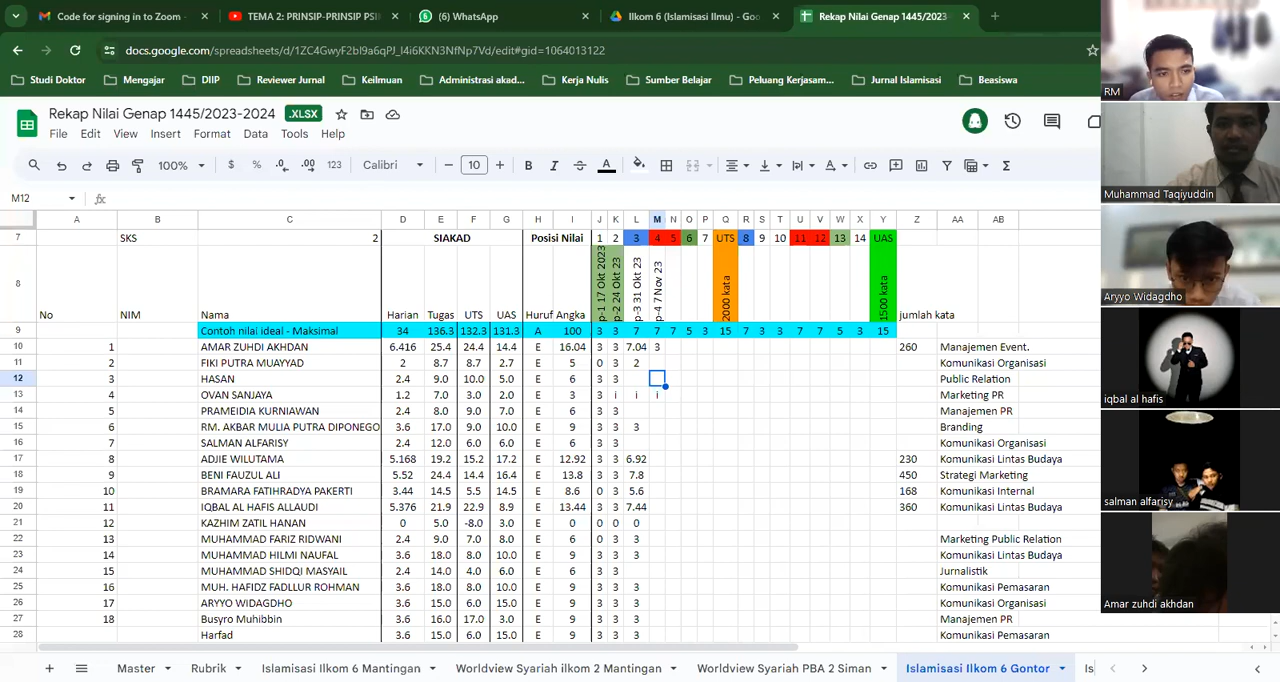 Code for signing in to Zoom -
TEMA 2: PRINSIP-PRINSIP PSI
(6) WhatsApp
Ilkom 6 (Islamisasi Ilmu) - Goo
Rekap Nilai Genap 1445/2023
docs.google.com/spreadsheets/d/1ZC4GwyF2bl9a6qPJ_l4i6KKN3NfNp7Vd/edit#gid=1064013122
Studi Doktor Mengajar DIIP Reviewer Jurnal Keilmuan Administrasi akad... Kerja Nulis Sumber Belajar Peluang Kerjasam... Jurnal Islamisasi Beasiswa
Rekap Nilai Genap 1445/2023-2024 .XLSX
File Edit View Insert Format Data Tools Help
100% $ % .0 .00 123 Calibri 10 B I A
M12 fx
A B C D E F G H I J K L M N O P Q R S T U V W X Y Z AA AB
7 SKS 2 SIAKAD Posisi Nilai 1 2 3 4 5 6 7 UTS 8 9 10 11 12 13 14 UAS
8 No NIM Nama Harian Tugas UTS UAS Huruf Angka p-1 17 Okt 2023 p2 24 Okt 23 p-3 31 Okt 23 p-4 7 Nov 23 2000 kata 1500 kata jumlah kata
9 Contoh nilai ideal - Maksimal 34 136.3 132.3 131.3 A 100 3 3 7 7 7 5 3 15 7 3 3 7 7 5 3 15
10 1 AMAR ZUHDI AKHDAN 6.416 25.4 24.4 14.4 E 16.04 3 3 7.04 3 260 Manajemen Event.
11 2 FIKI PUTRA MUAYYAD 2 8.7 8.7 2.7 E 5 0 3 2 Komunikasi Organisasi
12 3 HASAN 2.4 9.0 10.0 5.0 E 6 3 3 Public Relation
13 4 OVAN SANJAYA 1.2 7.0 3.0 2.0 E 3 3 i i i Marketing PR
14 5 PRAMEIDIA KURNIAWAN 2.4 8.0 9.0 7.0 E 6 3 3 Manajemen PR
15 6 RM. AKBAR MULIA PUTRA DIPONEGO 3.6 17.0 10.0 10.0 E 9 3 3 3 Branding
16 7 SALMAN ALFARISY 2.4 12.0 6.0 6.0 E 6 3 3 Komunikasi Organisasi
17 8 ADJIE WILUTAMA 5.168 19.2 15.2 17.2 E 12.92 3 3 6.92 230 Komunikasi Lintas Budaya
18 9 BENI FAUZUL ALI 5.52 24.4 14.4 16.4 E 13.8 3 3 7.8 450 Strategi Marketing
19 10 BRAMARA FATIHRADYA PAKERTI 3.44 14.5 5.5 14.5 E 8.6 0 3 5.6 168 Komunikasi Internal
20 11 IQBAL AL HAFIS ALLAUDI 5.376 8.9 E 13.44 3 3 7.44 360 Komunikasi Lintas Budaya
21 12 KAZHIM ZATIL HANAN 0 5.0 -8.0 3.0 E 0 0 0 0
22 13 MUHAMMAD FARIZ RIDWANI 2.4 9.0 7.0 8.0 E 6 0 3 3 Marketing Public Relation
23 14 MUHAMMAD HILMI NAUFAL 3.6 18.0 8.0 10.0 E 9 3 3 3 Komunikasi Lintas Budaya
24 15 MUHAMMAD SHIDQI MASYAIL 2.4 14.0 4.0 6.0 E 6 3 3 Jurnalistik
25 16 MUH. HAFIDZ FADLLUR ROHMAN 3.6 18.0 8.0 10.0 E 9 3 3 3 Komunikasi Pemasaran
26 17 ARYYO WIDAGDHO 3.6 15.0 6.0 15.0 E 9 3 3 3 Komunikasi Organisasi
27 18 Busyro Muhibbin 3.6 16.0 17.0 3.0 E 9 3 3 3 Manajemen PR
28 Harfad 3.6 15.0 6.0 15.0 E 9 3 3 3 Komunikasi Pemasaran
Master Rubrik Islamisasi Ilkom 6 Mantingan Worldview Syariah ilkom 2 Mantingan Worldview Syariah PBA 2 Siman Islamisasi Ilkom 6 Gontor Is
RM
Muhammad Taqiyuddin
Aryyo Widagdho
iqbal al hafis
salman alfarisy
Amar zuhdi akhdan